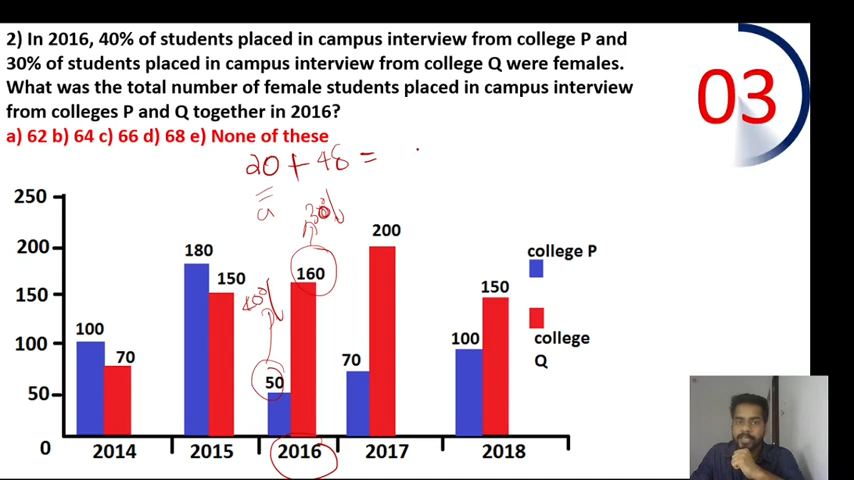 2) In 2016, 40% of students placed in campus interview from college P and
30% of students placed in campus interview from college Q were females.
What was the total number of female students placed in campus interview
from colleges P and Q together in 2016?
a) 62 b) 64 c) 66 d) 68 e) None of these
03
20 + 48 =
30%
40%
250
200
150
100
50
0
100
70
180
150
50
160
70
200
100
150
college P
college
Q
2014
2015
2016
2017
2018